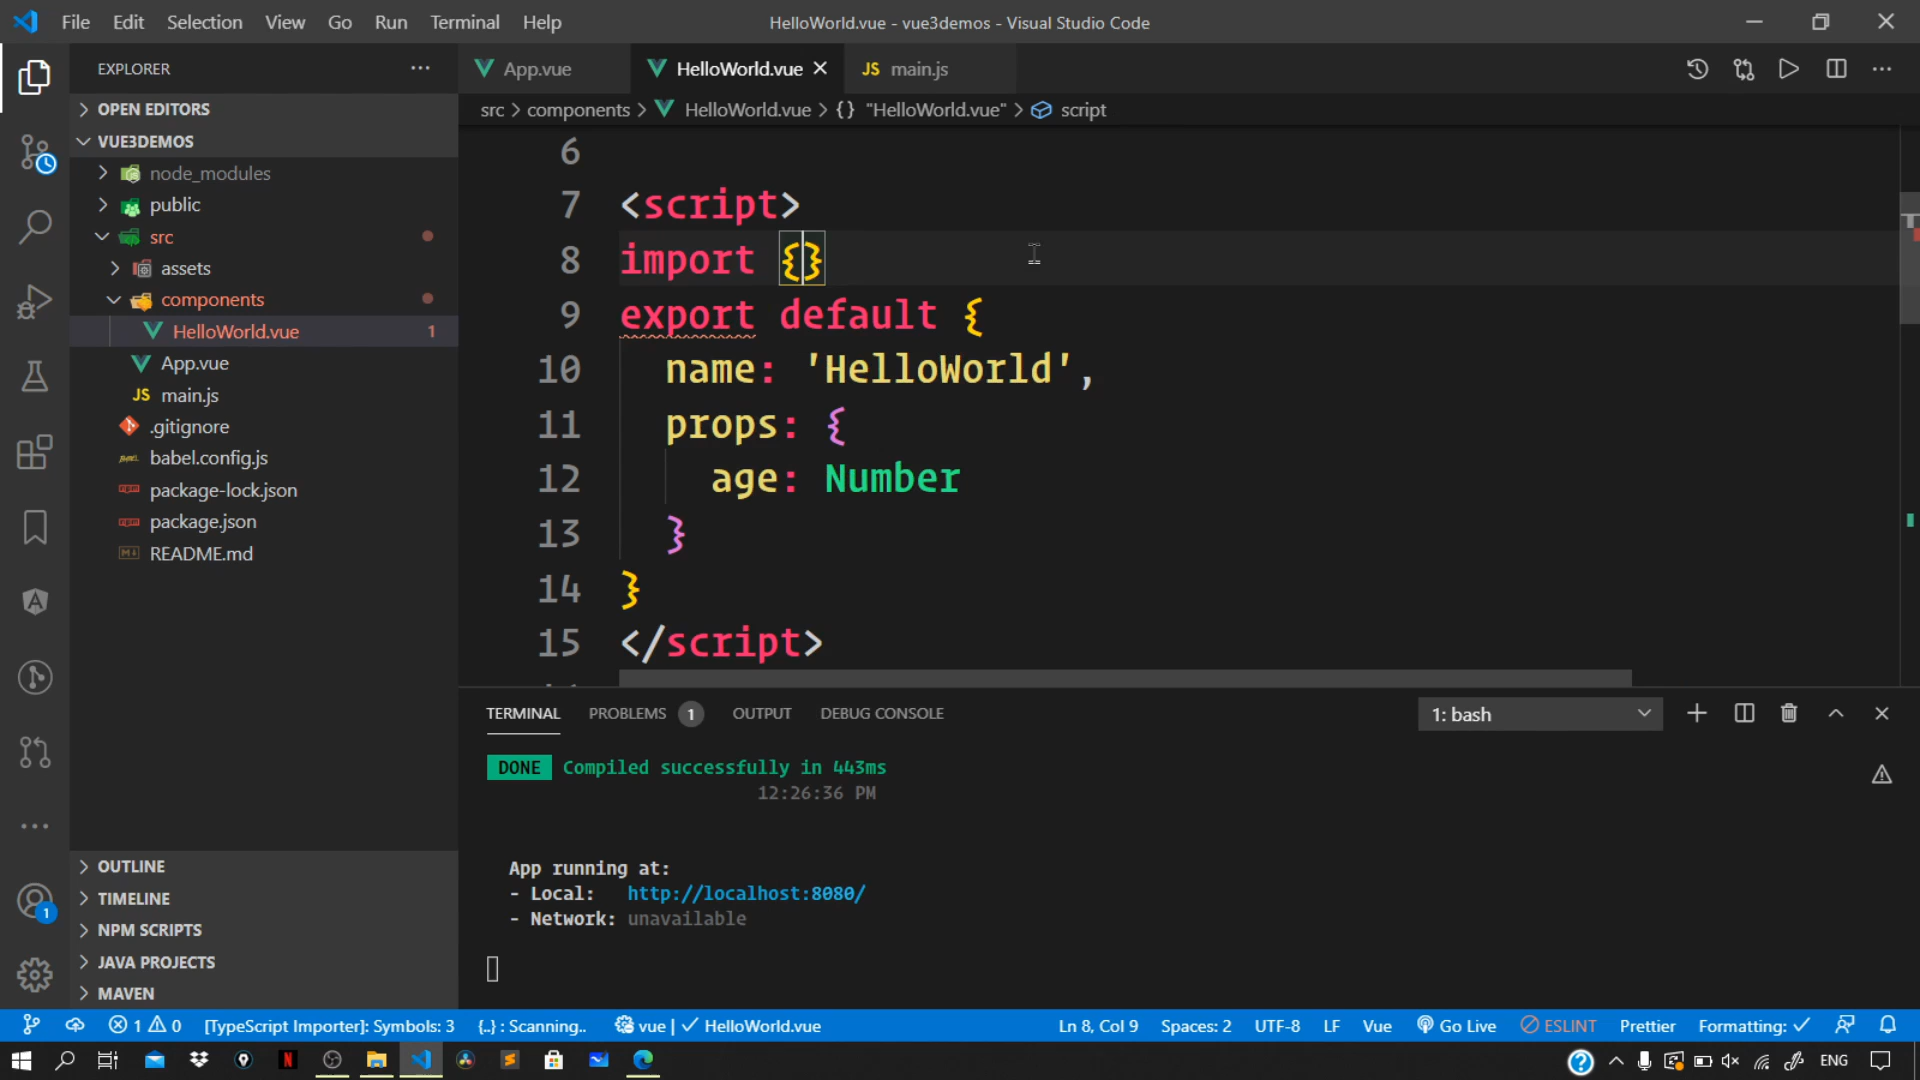 File Edit Selection View Go Run Terminal Help
HelloWorld.vue - vue3demos - Visual Studio Code
EXPLORER
OPEN EDITORS
VUE3DEMOS
node_modules
public
src
assets
components
HelloWorld.vue 1
App.vue
JS main.js
.gitignore
babel.config.js
package-lock.json
package.json
README.md
OUTLINE
TIMELINE
NPM SCRIPTS
JAVA PROJECTS
MAVEN
1
App.vue HelloWorld.vue JS main.js
src > components > HelloWorld.vue > {} "HelloWorld.vue" > script
6
7 <script>
8 import {}
9 export default {
10 name: 'HelloWorld',
11 props: {
12 age: Number
13 }
14 }
15 </script>
TERMINAL PROBLEMS 1 OUTPUT DEBUG CONSOLE
1: bash
DONE Compiled successfully in 443ms
12:26:36 PM
App running at:
- Local: http://localhost:8080/
- Network: unavailable
1 0 [TypeScript Importer]: Symbols: 3 {..} : Scanning.. vue | ✓ HelloWorld.vue
Ln 8, Col 9 Spaces: 2 UTF-8 LF Vue Go Live ESLINT Prettier Formatting: ✓
ENG